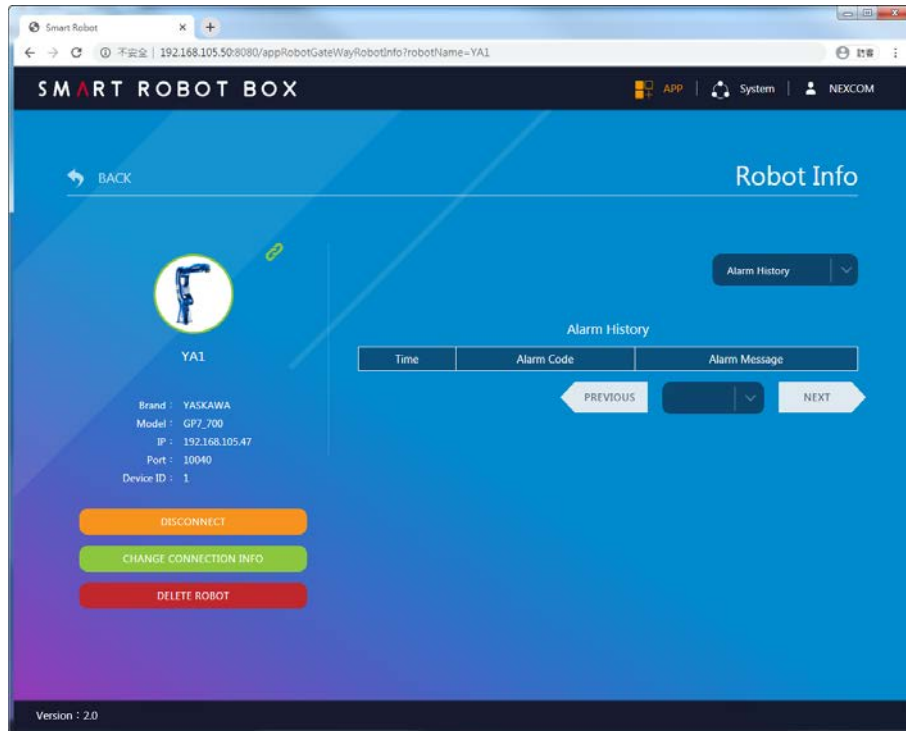 Smart Robot
不安全 | 192.168.105.50:8080/appRobotGateWayRobotInfo?robotName=YA1
訪客
SMART ROBOT BOX
APP | System | NEXCOM
BACK
Robot Info
Alarm History
YA1
Brand : YASKAWA
Model : GP7_700
IP : 192.168.105.47
Port : 10040
Device ID : 1
DISCONNECT
CHANGE CONNECTION INFO
DELETE ROBOT
Alarm History
Time Alarm Code Alarm Message
PREVIOUS NEXT
Version : 2.0